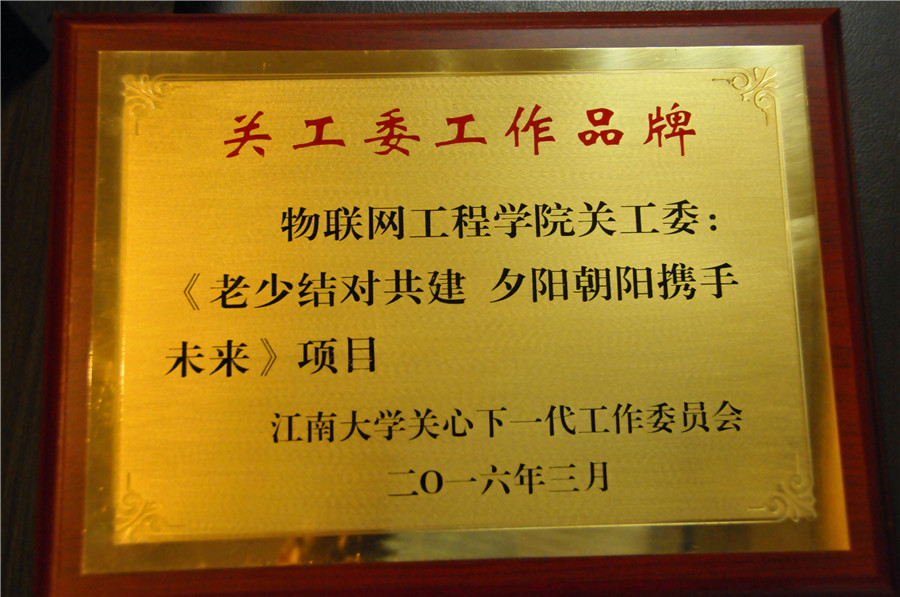 关工委工作品牌
物联网工程学院关工委：
《老少结对共建 夕阳朝阳携手
未来》项目
江南大学关心下一代工作委员会
二〇一六年三月